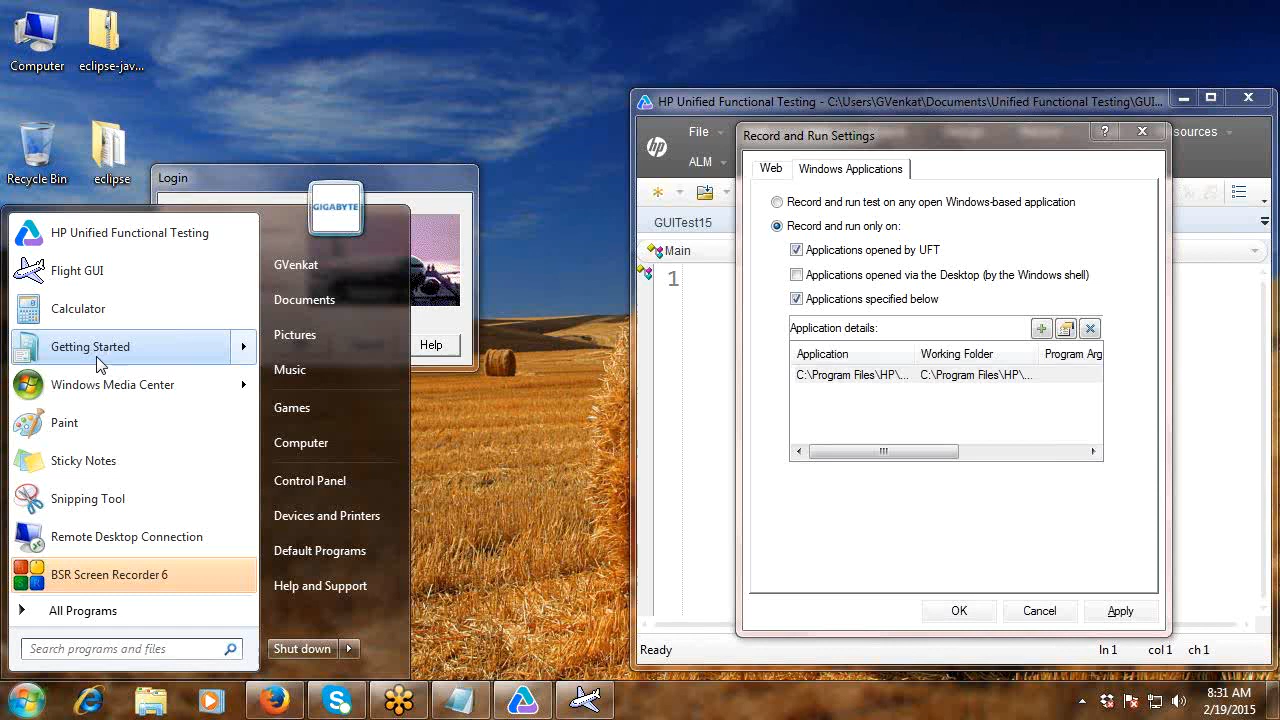 Computer
eclipse-jav...
Recycle Bin
eclipse
Login
Help
GIGABYTE
HP Unified Functional Testing
Flight GUI
Calculator
Getting Started
Windows Media Center
Paint
Sticky Notes
Snipping Tool
Remote Desktop Connection
BSR Screen Recorder 6
All Programs
Search programs and files
GVenkat
Documents
Pictures
Music
Games
Computer
Control Panel
Devices and Printers
Default Programs
Help and Support
Shut down
HP Unified Functional Testing - C:\Users\GVenkat\Documents\Unified Functional Testing\GUI...
hp
File
sources
ALM
GUITest15
Main
1
Record and Run Settings
?
Web
Windows Applications
Record and run test on any open Windows-based application
Record and run only on:
Applications opened by UFT
Applications opened via the Desktop (by the Windows shell)
Applications specified below
Application details:
Application Working Folder Program Arg
C:\Program Files\HP\... C:\Program Files\HP\...
OK Cancel Apply
Ready ln 1 col 1 ch 1
8:31 AM
2/19/2015